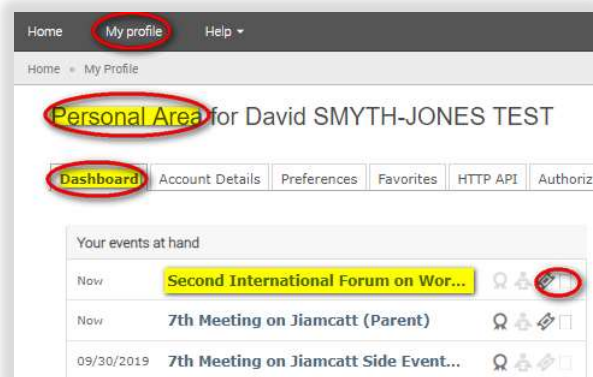 Home My profile Help
Home » My Profile
Personal Area for David SMYTH-JONES TEST
Dashboard Account Details Preferences Favorites HTTP API Authoriz
Your events at hand
Now Second International Forum on Wor...
Now 7th Meeting on Jiamcatt (Parent)
09/30/2019 7th Meeting on Jiamcatt Side Event...